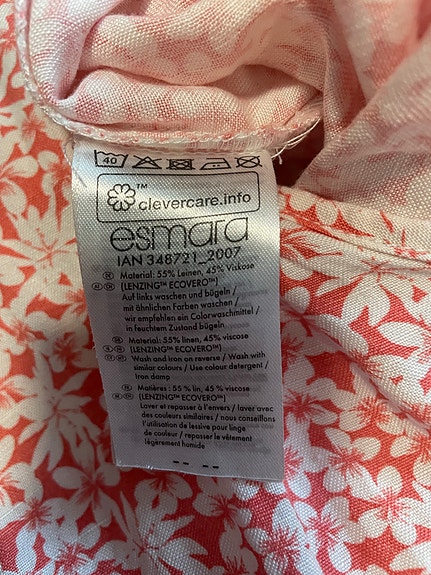 40
™
clevercare.info
esmara
IAN 348721_2007
Material: 55% Leinen, 45% Viskose
(LENZING™ ECOVERO™)
Auf links waschen und bügeln /
mit ähnlichen Farben waschen /
wir empfehlen ein Colorwaschmittel /
in feuchtem Zustand bügeln
Material: 55% linen, 45% viscose
(LENZING™ ECOVERO™)
Wash and iron on reverse / Wash with
similar colours / Use colour detergent /
Iron damp
Matières : 55 % lin, 45 % viscose
(LENZING™ ECOVERO™)
Laver et repasser à l'envers / laver avec
des couleurs similaires / nous conseillons
l'utilisation de lessive pour linge
de couleur / repasser le vêtement
légèrement humide